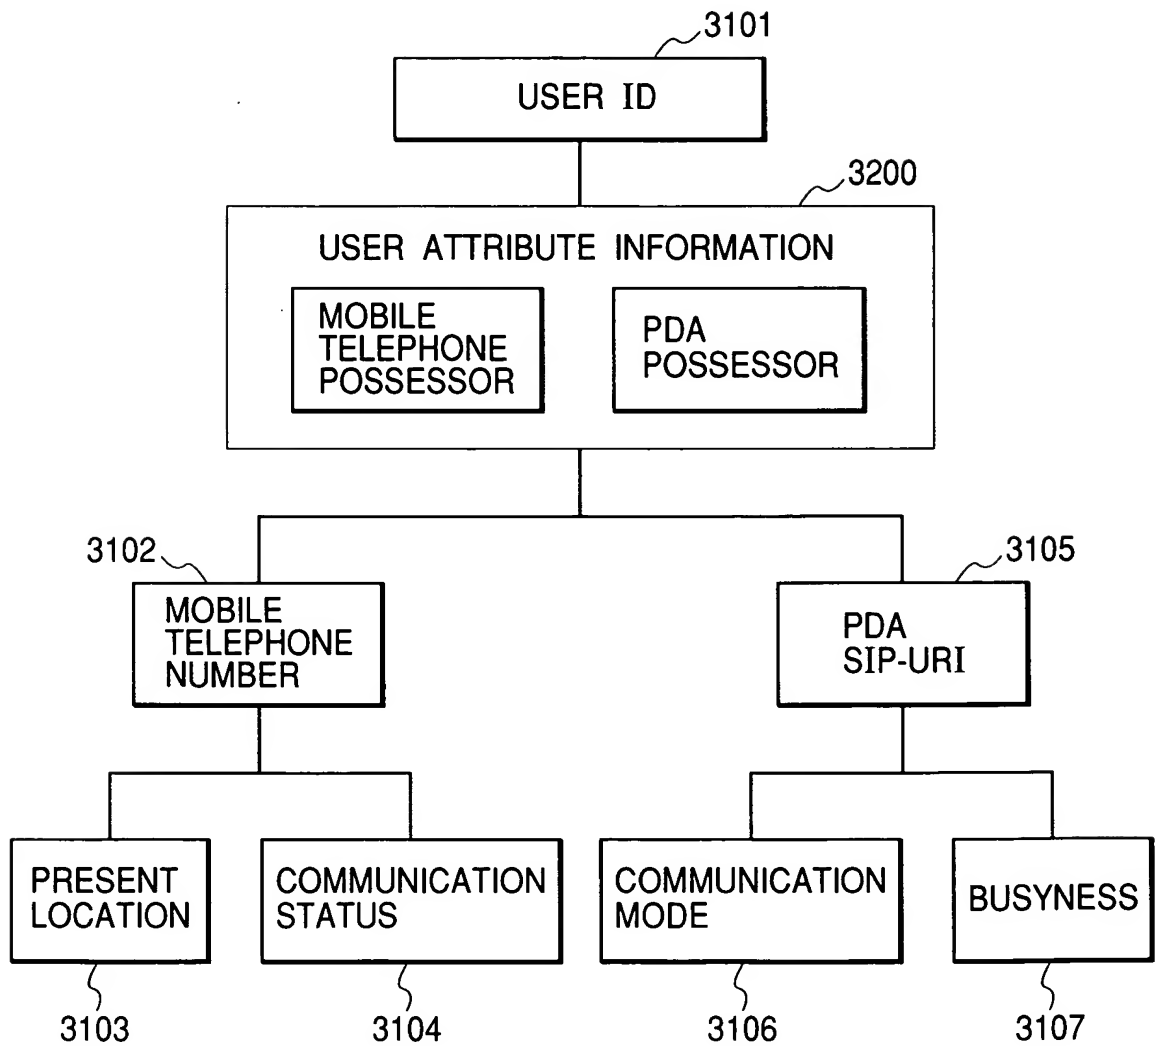 3101
USER ID
3200
USER ATTRIBUTE INFORMATION
MOBILE
TELEPHONE
POSSESSOR
PDA
POSSESSOR
3102
MOBILE
TELEPHONE
NUMBER
3105
PDA
SIP-URI
PRESENT
LOCATION
COMMUNICATION
STATUS
COMMUNICATION
MODE
BUSYNESS
3103
3104
3106
3107